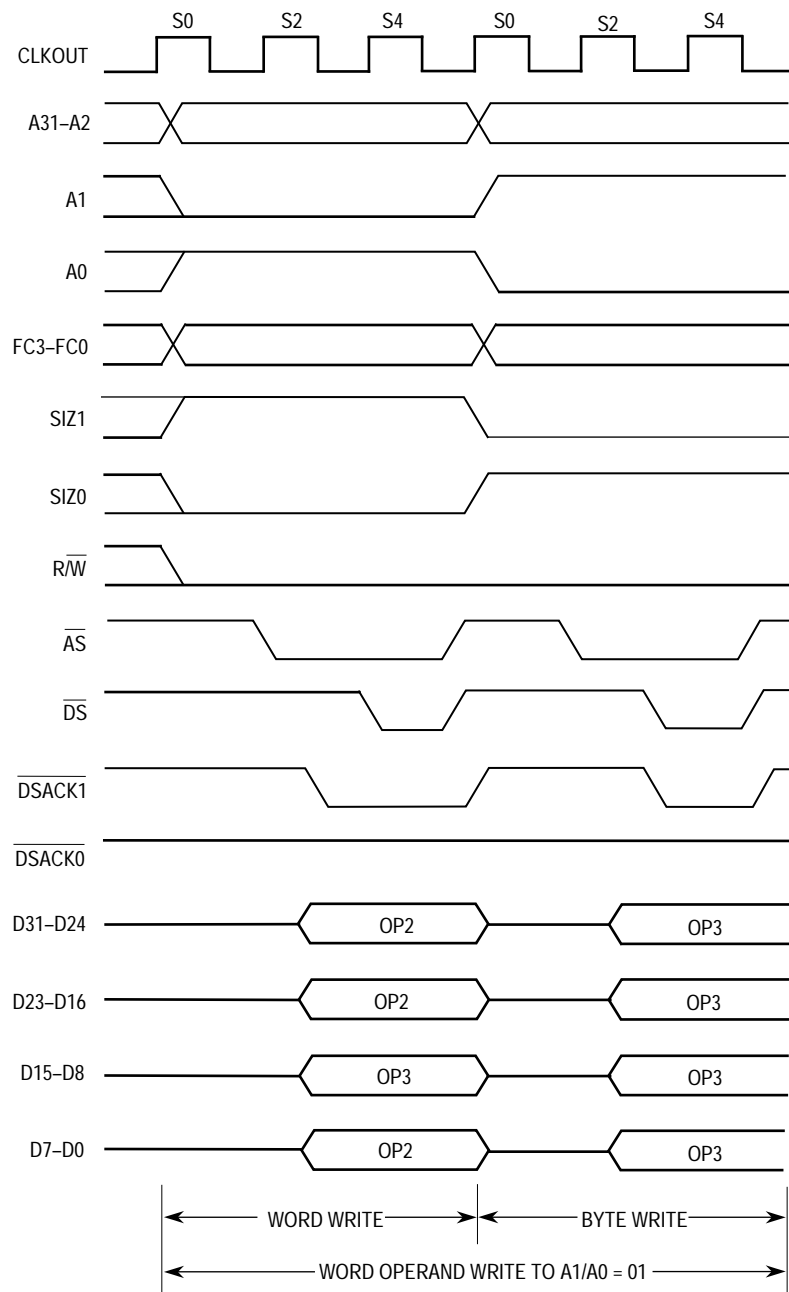 S0 S2 S4 S0 S2 S4
CLKOUT
A31–A2
A1
A0
FC3–FC0
SIZ1
SIZ0
R/W
AS
DS
DSACK1
DSACK0
D31–D24 OP2 OP3
D23–D16 OP2 OP3
D15–D8 OP3 OP3
D7–D0 OP2 OP3
WORD WRITE BYTE WRITE
WORD OPERAND WRITE TO A1/A0 = 01